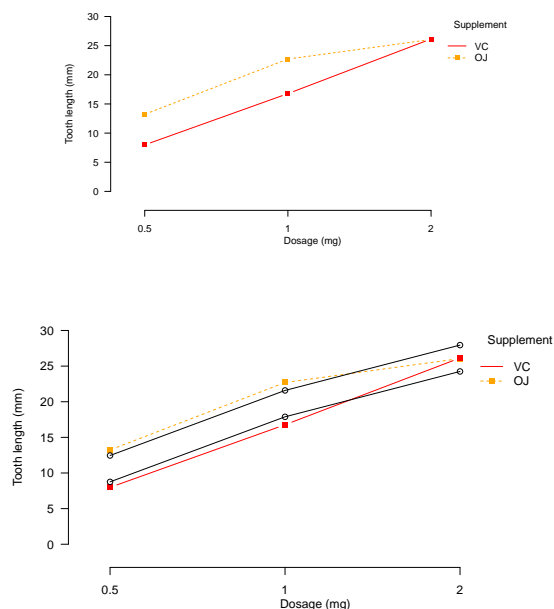 Supplement
VC
OJ
Tooth length (mm)
30
25
20
15
10
5
0
0.5 1 2
Dosage (mg)
Supplement
VC
OJ
Tooth length (mm)
30
25
20
15
10
5
0
0.5 1 2
Dosage (mg)